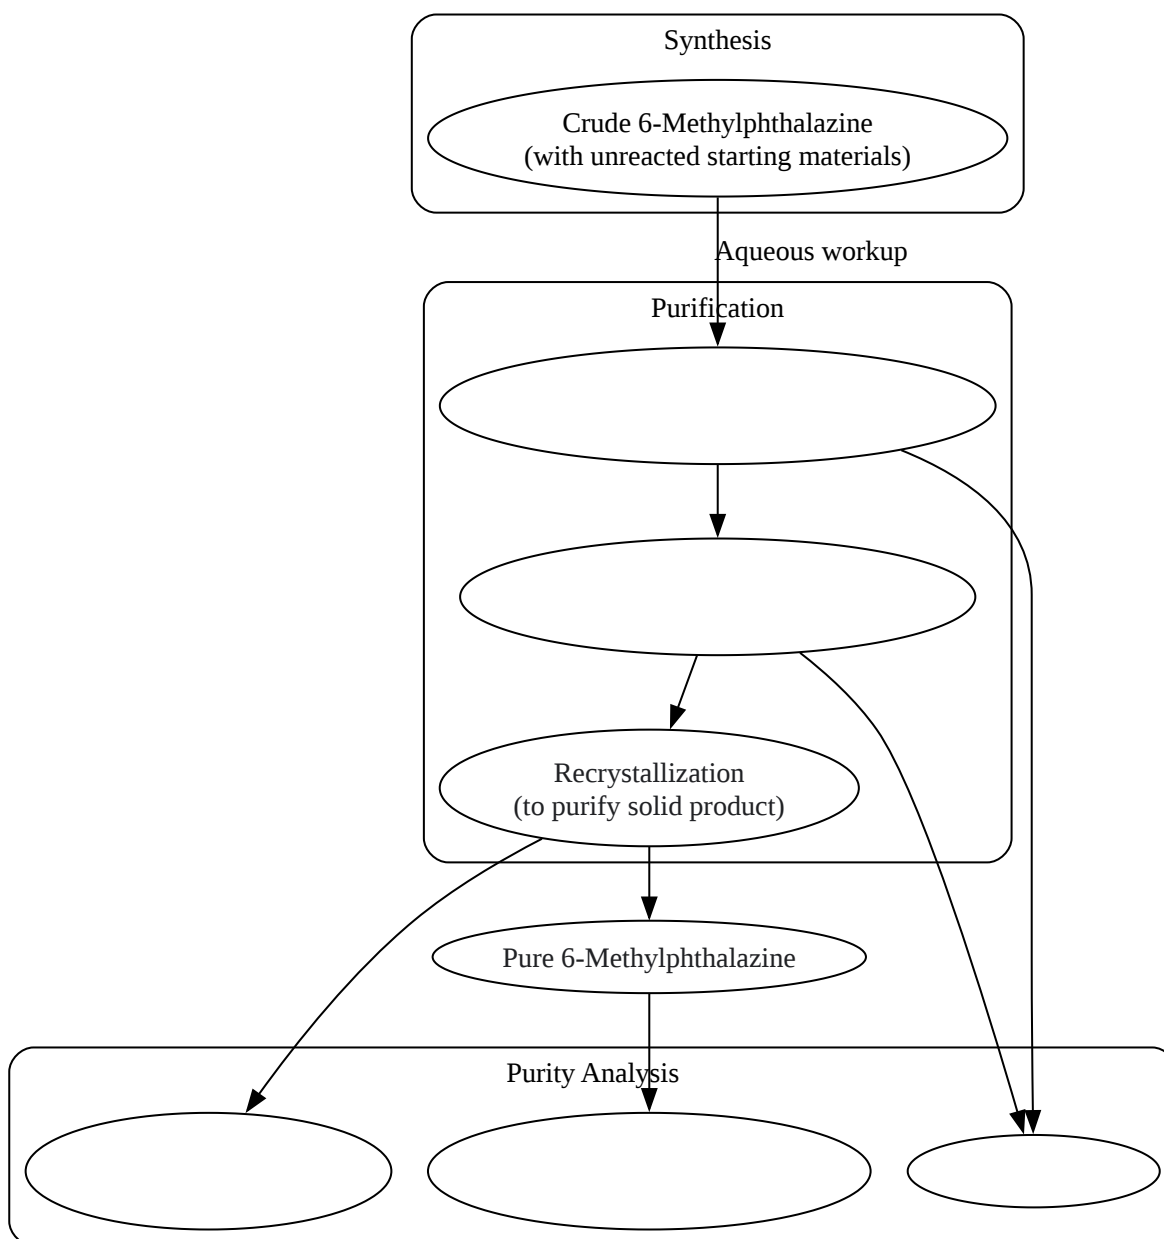 Synthesis
Crude 6-Methylphthalazine
(with unreacted starting materials)
Aqueous workup
Purification
Recrystallization
(to purify solid product)
Pure 6-Methylphthalazine
Purity Analysis